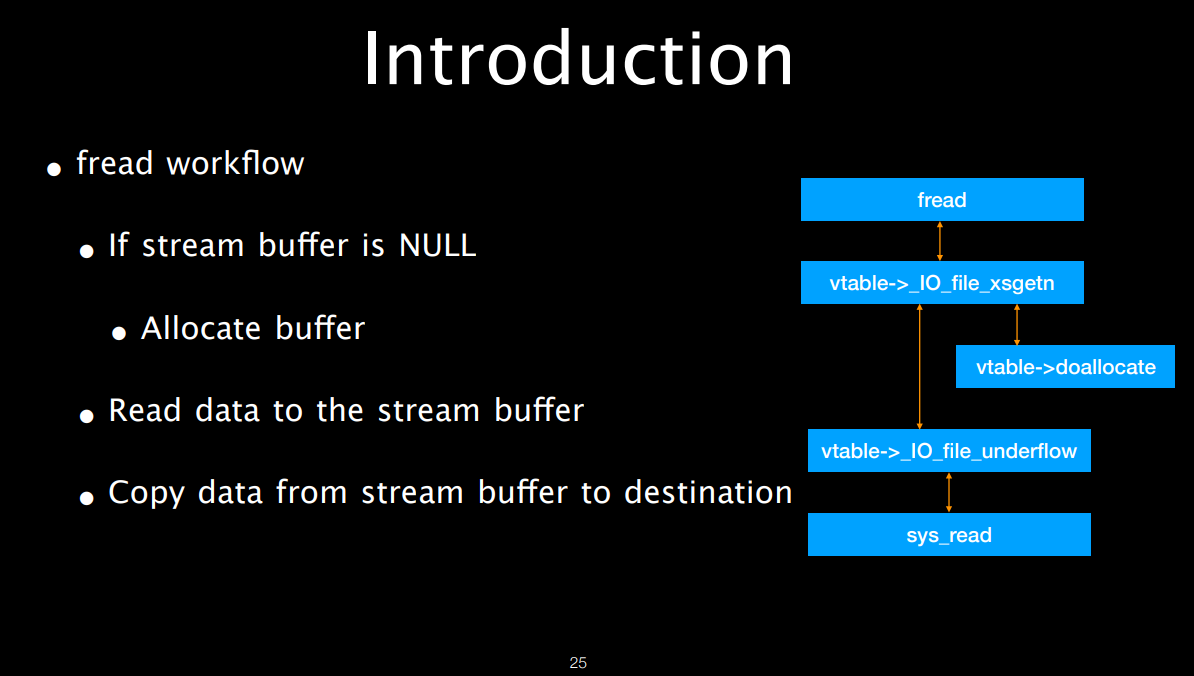 Introduction
• fread workflow
• If stream buffer is NULL
• Allocate buffer
• Read data to the stream buffer
• Copy data from stream buffer to destination
fread
vtable->_IO_file_xsgetn
vtable->doallocate
vtable->_IO_file_underflow
sys_read
25